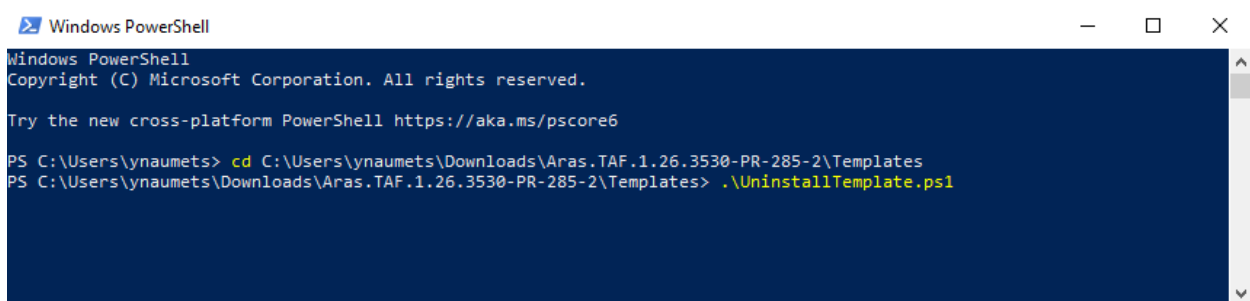 Windows PowerShell
Windows PowerShell
Copyright (C) Microsoft Corporation. All rights reserved.
Try the new cross-platform PowerShell https://aka.ms/pscore6
PS C:\Users\ynaumets> cd C:\Users\ynaumets\Downloads\Aras.TAF.1.26.3530-PR-285-2\Templates
PS C:\Users\ynaumets\Downloads\Aras.TAF.1.26.3530-PR-285-2\Templates> .\UninstallTemplate.ps1